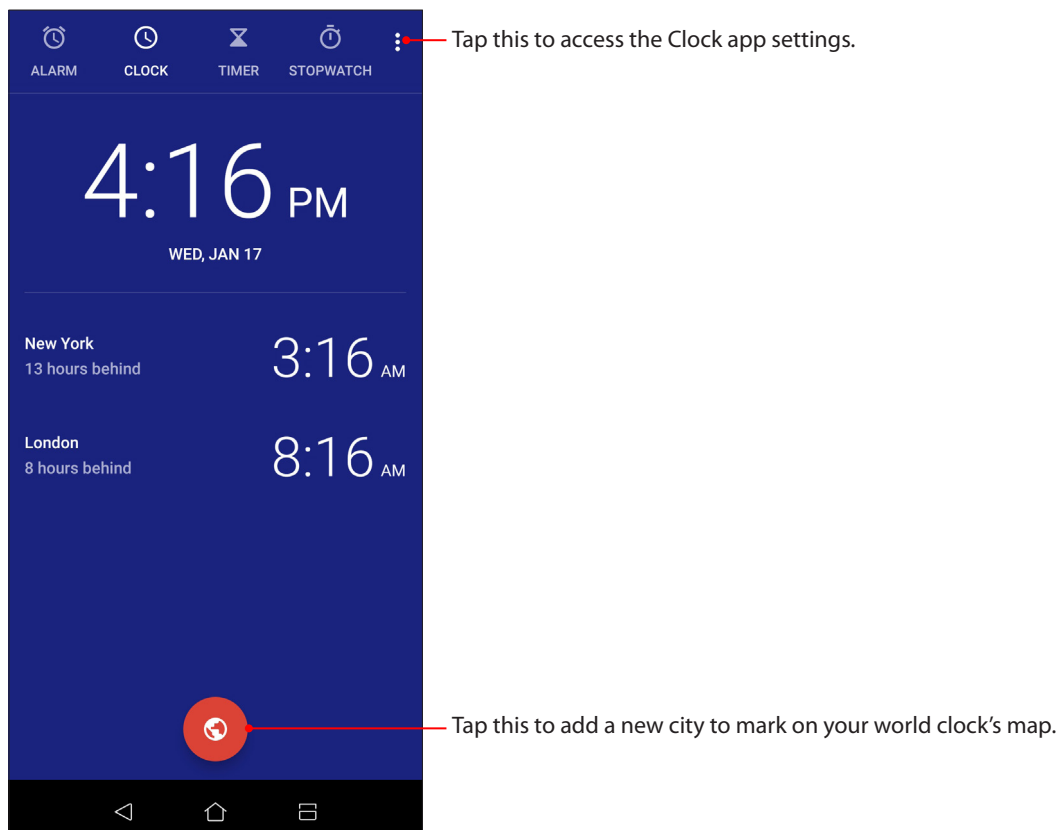 ALARM CLOCK TIMER STOPWATCH
Tap this to access the Clock app settings.
4:16 PM
WED, JAN 17
New York
13 hours behind
3:16 AM
London
8 hours behind
8:16 AM
Tap this to add a new city to mark on your world clock’s map.